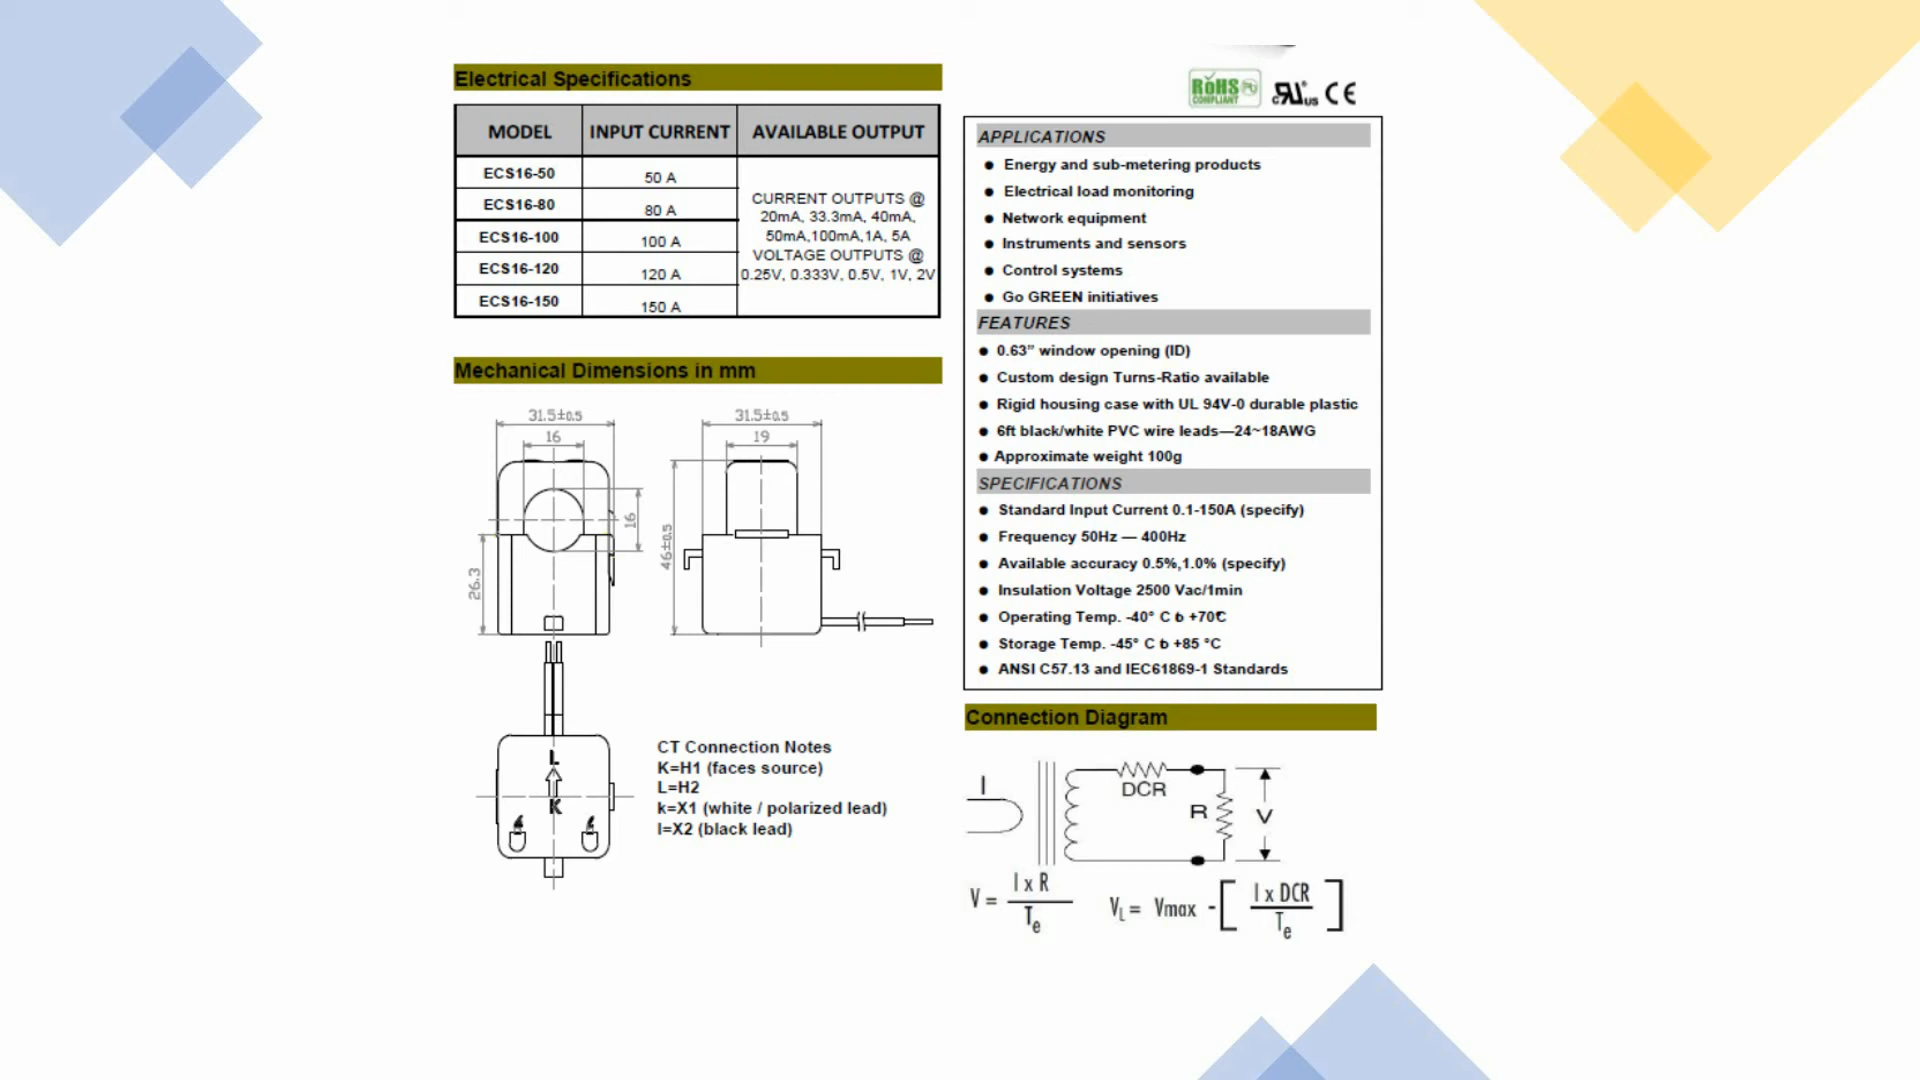 Electrical Specifications
MODEL INPUT CURRENT AVAILABLE OUTPUT
ECS16-50 50 A
ECS16-80 80 A
ECS16-100 100 A
ECS16-120 120 A
ECS16-150 150 A
CURRENT OUTPUTS @
20mA, 33.3mA, 40mA,
50mA,100mA,1A, 5A
VOLTAGE OUTPUTS @
0.25V, 0.333V, 0.5V, 1V, 2V
Mechanical Dimensions in mm
31.5±0.5
16
16
26.3
31.5±0.5
19
46±0.5
L
K
CT Connection Notes
K=H1 (faces source)
L=H2
k=X1 (white / polarized lead)
l=X2 (black lead)
RoHS
COMPLIANT
c US CE
APPLICATIONS
● Energy and sub-metering products
● Electrical load monitoring
● Network equipment
● Instruments and sensors
● Control systems
● Go GREEN initiatives
FEATURES
● 0.63” window opening (ID)
● Custom design Turns-Ratio available
● Rigid housing case with UL 94V-0 durable plastic
● 6ft black/white PVC wire leads—24~18AWG
● Approximate weight 100g
SPECIFICATIONS
● Standard Input Current 0.1-150A (specify)
● Frequency 50Hz — 400Hz
● Available accuracy 0.5%,1.0% (specify)
● Insulation Voltage 2500 Vac/1min
● Operating Temp. -40° C +70℃
● Storage Temp. -45° C +85 °C
● ANSI C57.13 and IEC61869-1 Standards
Connection Diagram
I
DCR
R
V
V = I x R / Te
VL = Vmax - [ I x DCR / Te ]